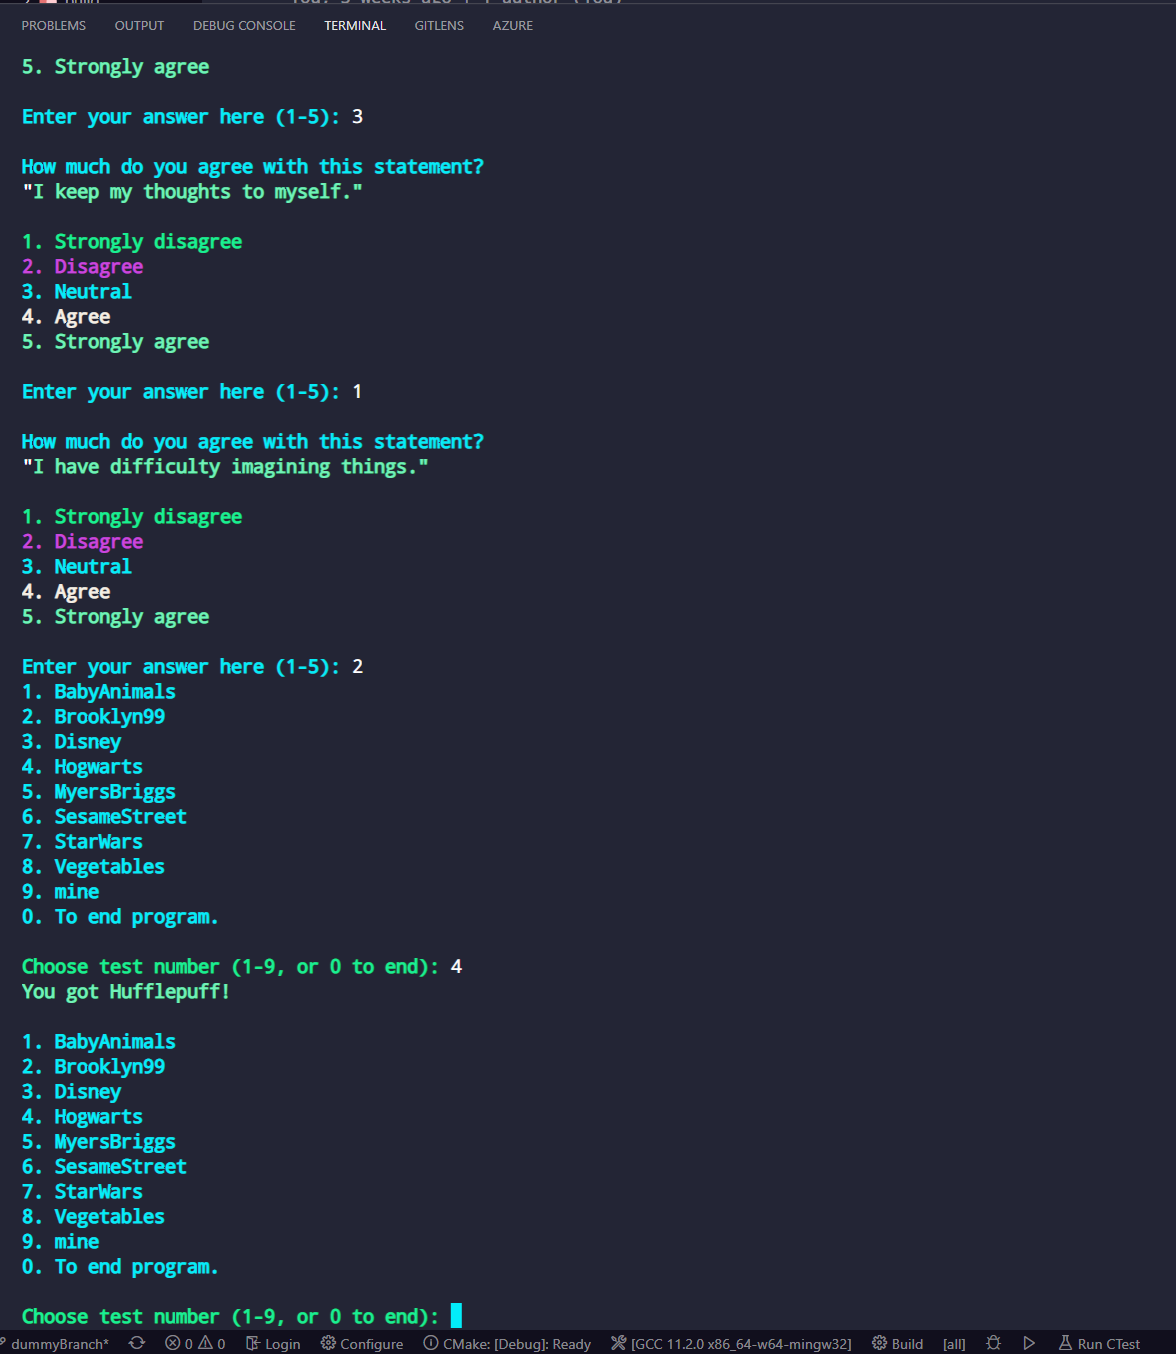 PROBLEMS OUTPUT DEBUG CONSOLE TERMINAL GITLENS AZURE
5. Strongly agree
Enter your answer here (1-5): 3
How much do you agree with this statement?
"I keep my thoughts to myself."
1. Strongly disagree
2. Disagree
3. Neutral
4. Agree
5. Strongly agree
Enter your answer here (1-5): 1
How much do you agree with this statement?
"I have difficulty imagining things."
1. Strongly disagree
2. Disagree
3. Neutral
4. Agree
5. Strongly agree
Enter your answer here (1-5): 2
1. BabyAnimals
2. Brooklyn99
3. Disney
4. Hogwarts
5. MyersBriggs
6. SesameStreet
7. StarWars
8. Vegetables
9. mine
0. To end program.
Choose test number (1-9, or 0 to end): 4
You got Hufflepuff!
1. BabyAnimals
2. Brooklyn99
3. Disney
4. Hogwarts
5. MyersBriggs
6. SesameStreet
7. StarWars
8. Vegetables
9. mine
0. To end program.
Choose test number (1-9, or 0 to end):
dummyBranch* 0 0 Login Configure CMake: [Debug]: Ready [GCC 11.2.0 x86_64-w64-mingw32] Build [all] Run CTest